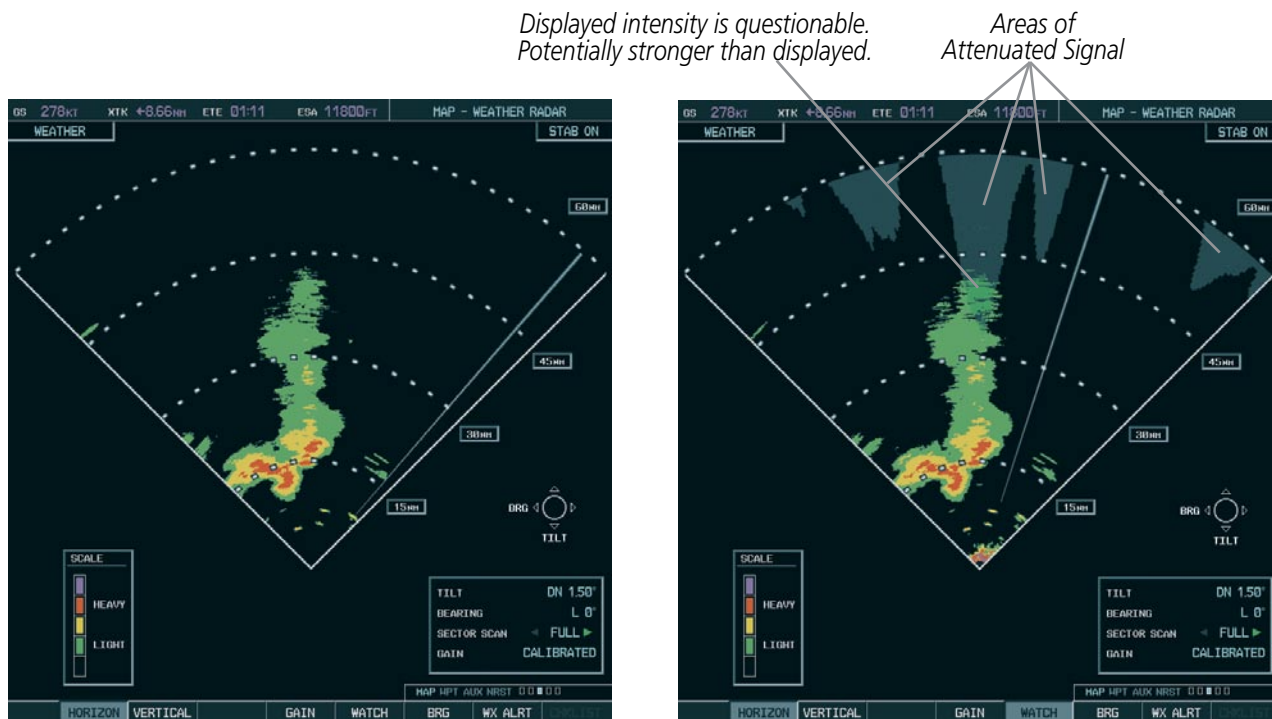 Displayed intensity is questionable.
Potentially stronger than displayed.
Areas of
Attenuated Signal
GS 278KT XTK ←8.66NM ETE 01:11 ESA 11800FT MAP - WEATHER RADAR
WEATHER STAB ON
60NM
45NM
30NM
15NM
BRG
TILT
SCALE
HEAVY
LIGHT
TILT DN 1.50°
BEARING L 0°
SECTOR SCAN ◄ FULL ►
GAIN CALIBRATED
MAP WPT AUX NRST
HORIZON VERTICAL GAIN WATCH BRG WX ALRT CHKLIST
GS 278KT XTK ←8.66NM ETE 01:11 ESA 11800FT MAP - WEATHER RADAR
WEATHER STAB ON
60NM
45NM
30NM
15NM
BRG
TILT
SCALE
HEAVY
LIGHT
TILT DN 1.50°
BEARING L 0°
SECTOR SCAN ◄ FULL ►
GAIN CALIBRATED
MAP WPT AUX NRST
HORIZON VERTICAL GAIN WATCH BRG WX ALRT CHKLIST